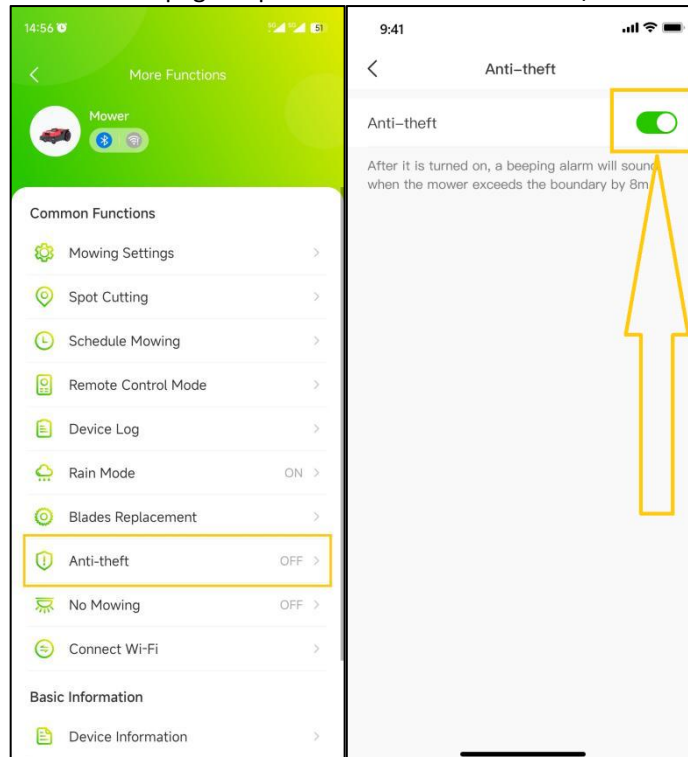 14:56
5G 5G 51
More Functions
Mower
Common Functions
Mowing Settings
Spot Cutting
Schedule Mowing
Remote Control Mode
Device Log
Rain Mode ON
Blades Replacement
Anti-theft OFF
No Mowing OFF
Connect Wi-Fi
Basic Information
Device Information
9:41
Anti-theft
Anti-theft
After it is turned on, a beeping alarm will sound
when the mower exceeds the boundary by 8m